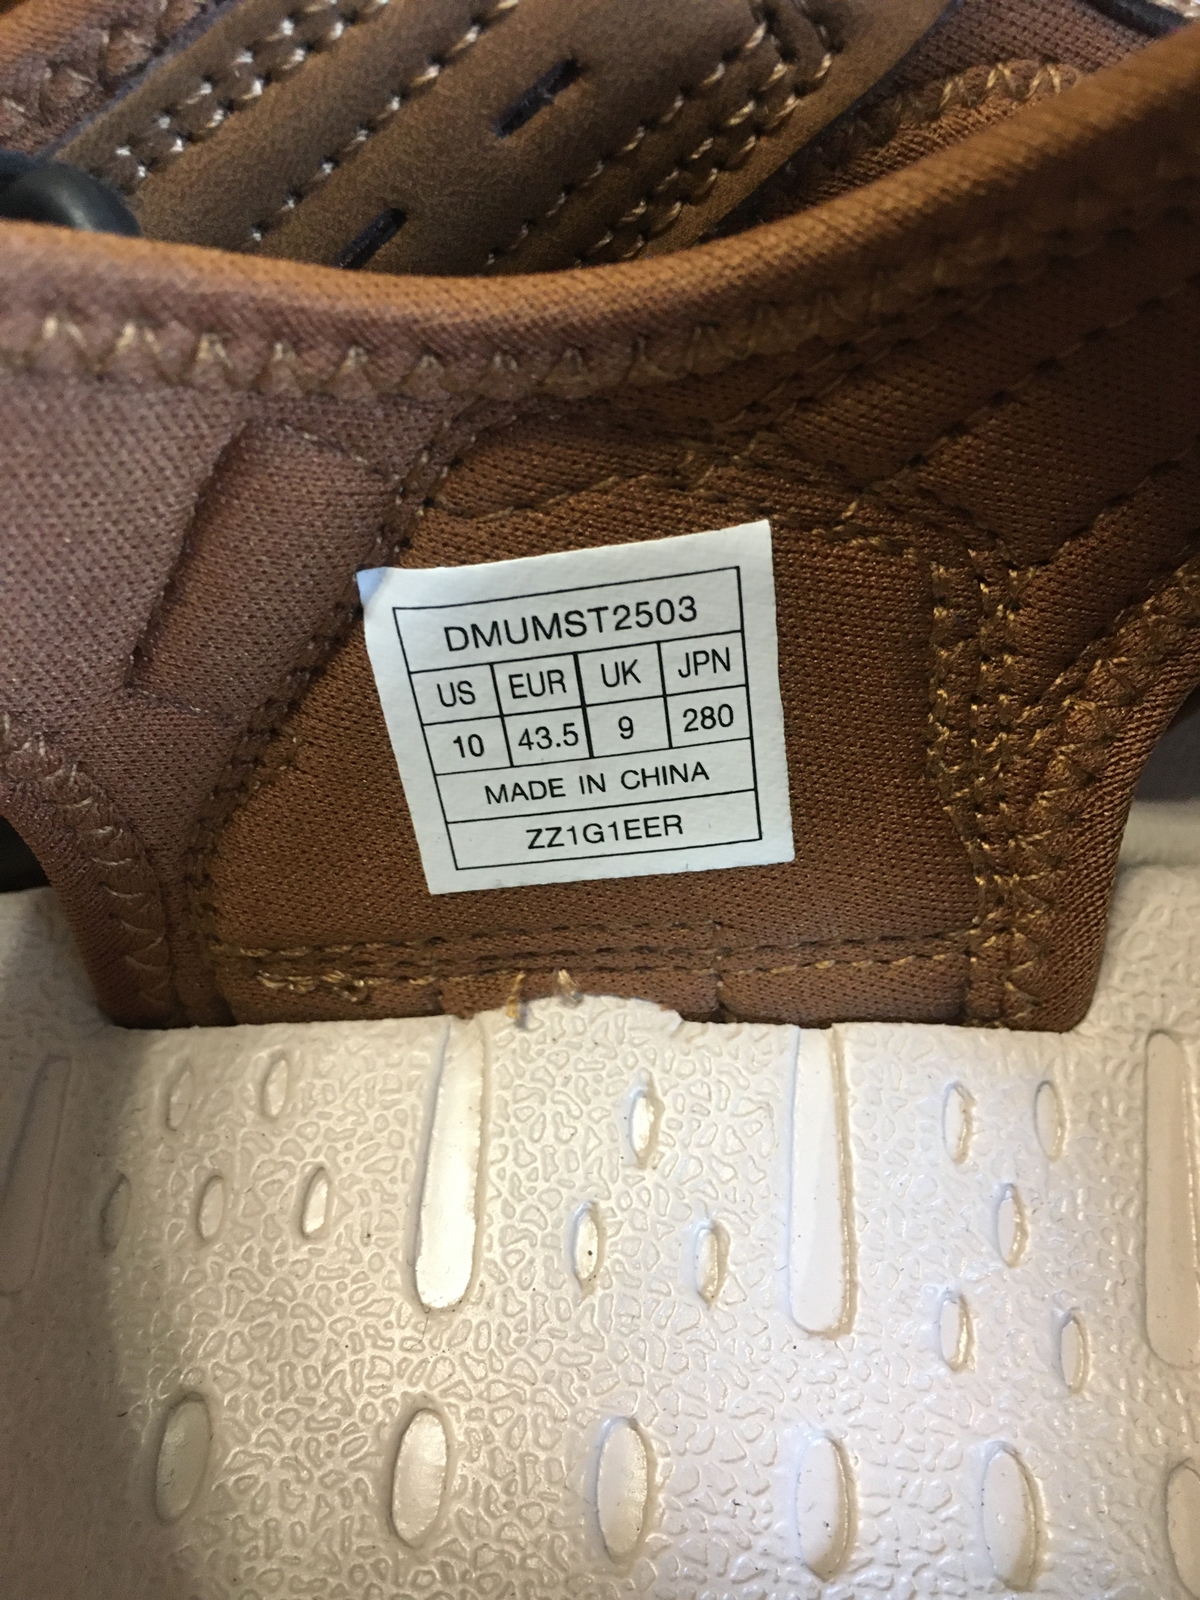 DMUMST2503
US EUR UK JPN
10 43.5 9 280
MADE IN CHINA
ZZ1G1EER